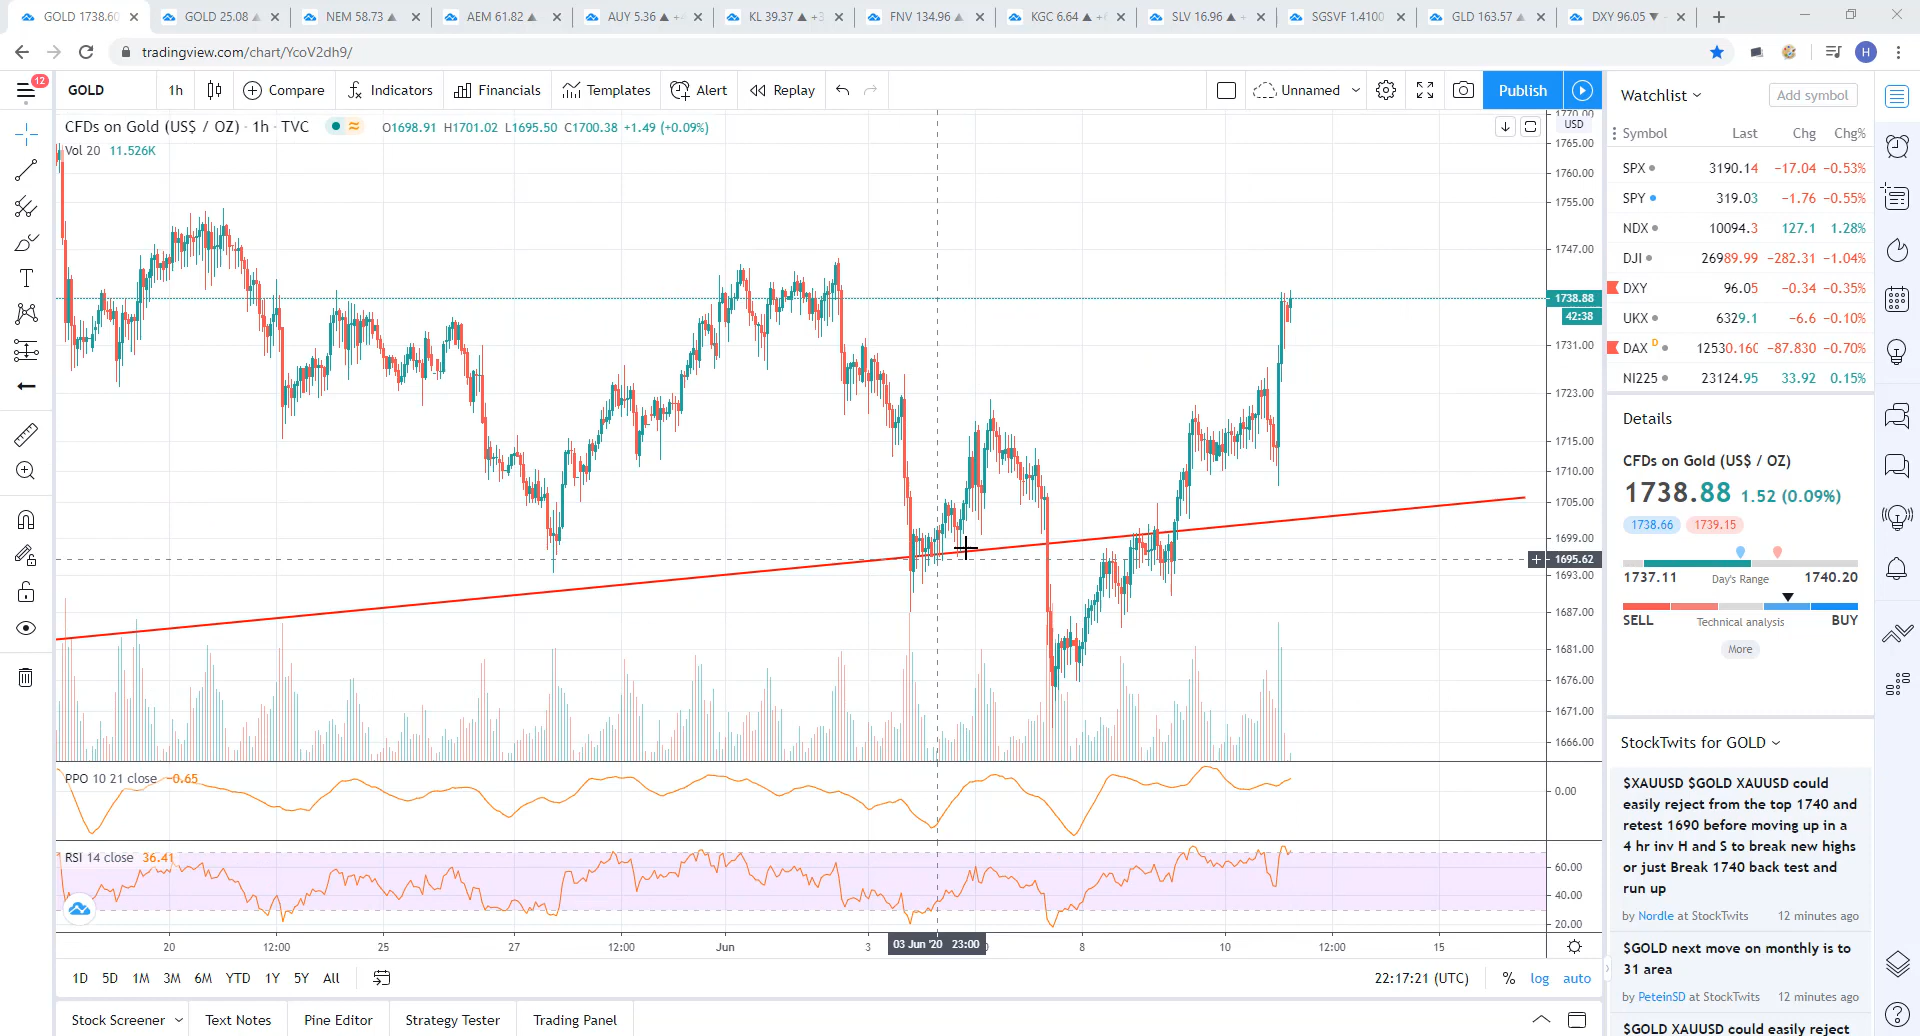 GOLD 1738.60
GOLD 25.08 ▲
NEM 58.73 ▲
AEM 61.82 ▲
AUY 5.36 ▲
KL 39.37 ▲
FNV 134.96 ▲
KGC 6.64 ▲
SLV 16.96 ▲
SGSVF 1.4100
GLD 163.57
DXY 96.05 ▼
tradingview.com/chart/YcoV2dh9/
H
12
GOLD 1h Compare Indicators Financials Templates Alert Replay Unnamed Publish
CFDs on Gold (US$ / OZ) · 1h · TVC O1698.91 H1701.02 L1695.50 C1700.38 +1.49 (+0.09%)
Vol 20 11.526K
USD
1770.00
1765.00
1760.00
1755.00
1747.00
1738.88
42:38
1731.00
1723.00
1715.00
1710.00
1705.00
1699.00
1695.62
1693.00
1687.00
1681.00
1676.00
1671.00
1666.00
PPO 10 21 close −0.65
0.00
RSI 14 close 36.41
60.00
40.00
20.00
20 12:00 25 27 12:00 Jun 3 03 Jun '20 23:00 8 10 12:00 15
1D 5D 1M 3M 6M YTD 1Y 5Y All
22:17:21 (UTC) % log auto
Stock Screener Text Notes Pine Editor Strategy Tester Trading Panel
Watchlist Add symbol
Symbol Last Chg Chg%
SPX 3190.14 −17.04 −0.53%
SPY 319.03 −1.76 −0.55%
NDX 10094.3 127.1 1.28%
DJI 26989.99 −282.31 −1.04%
DXY 96.05 −0.34 −0.35%
UKX 6329.1 −6.6 −0.10%
DAX D 12530.160 −87.830 −0.70%
NI225 23124.95 33.92 0.15%
Details
CFDs on Gold (US$ / OZ)
1738.88 1.52 (0.09%)
1738.66 1739.15
1737.11 Day's Range 1740.20
SELL Technical analysis BUY
More
StockTwits for GOLD
$XAUUSD $GOLD XAUUSD could
easily reject from the top 1740 and
retest 1690 before moving up in a
4 hr inv H and S to break new highs
or just Break 1740 back test and
run up
by Nordle at StockTwits 12 minutes ago
$GOLD next move on monthly is to
31 area
by PeteinSD at StockTwits 12 minutes ago
$GOLD XAUUSD could easily reject